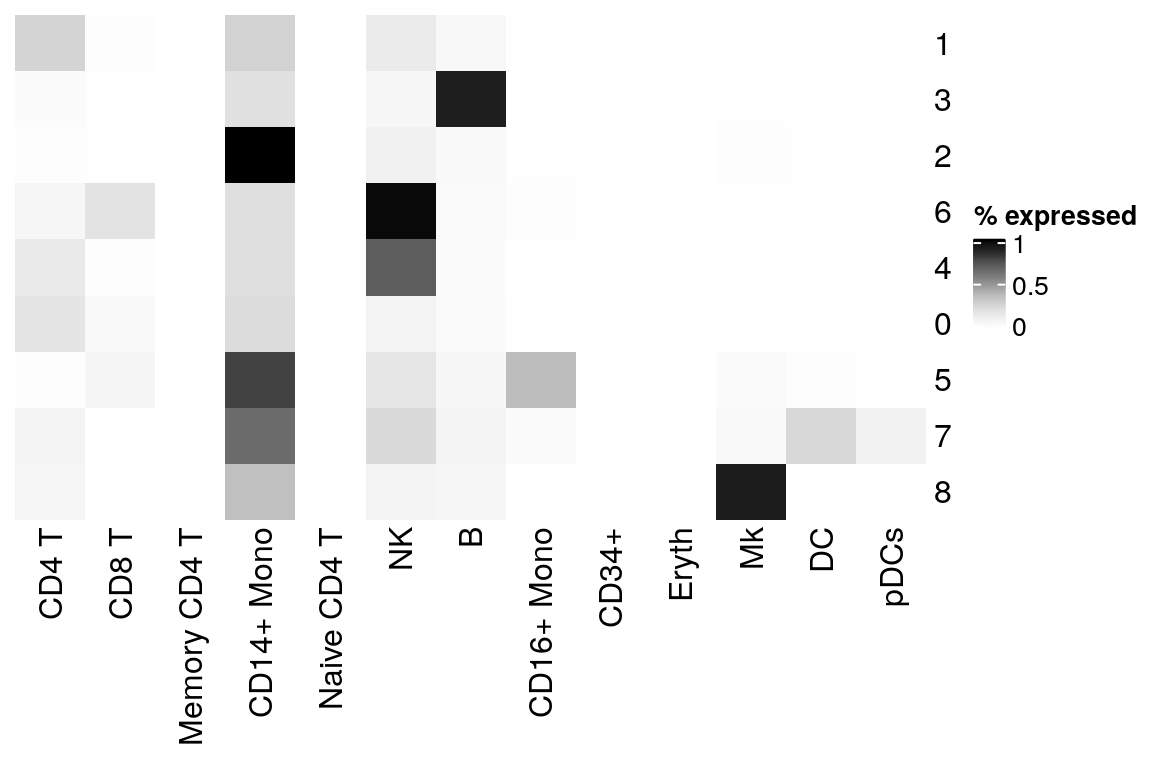 1
3
2
6
4
0
5
7
8
% expressed
1
0.5
0
CD4 T
CD8 T
Memory CD4 T
CD14+ Mono
Naive CD4 T
NK
B
CD16+ Mono
CD34+
Eryth
Mk
DC
pDCs